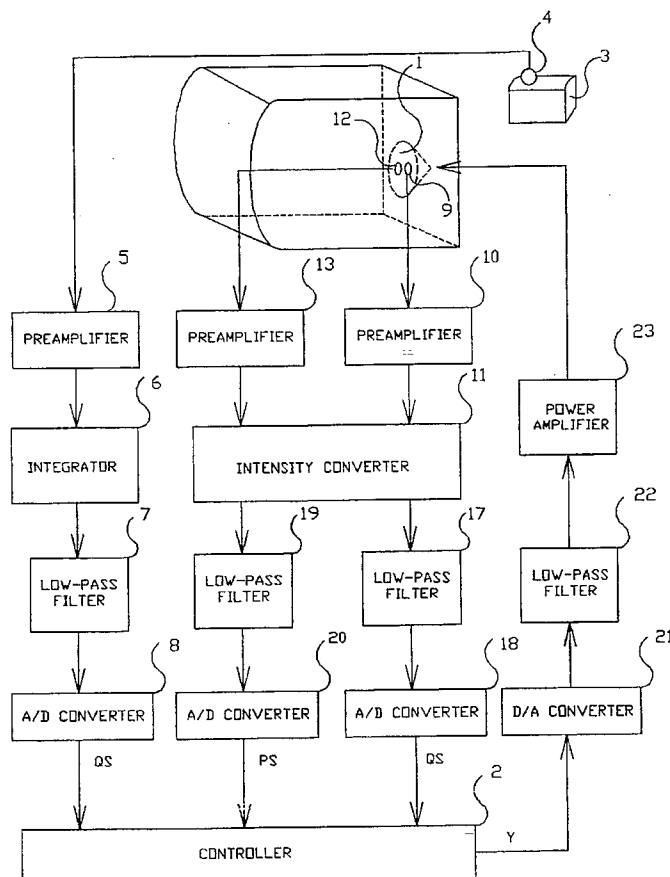 4
3
1
12
9
5
13
10
PREAMPLIFIER
PREAMPLIFIER
PREAMPLIFIER
23
6
11
POWER
AMPLIFIER
INTEGRATOR
INTENSITY CONVERTER
7
19
17
22
LOW-PASS
FILTER
LOW-PASS
FILTER
LOW-PASS
FILTER
LOW-PASS
FILTER
8
20
18
21
A/D CONVERTER
A/D CONVERTER
A/D CONVERTER
D/A CONVERTER
QS
PS
QS
2
Y
CONTROLLER